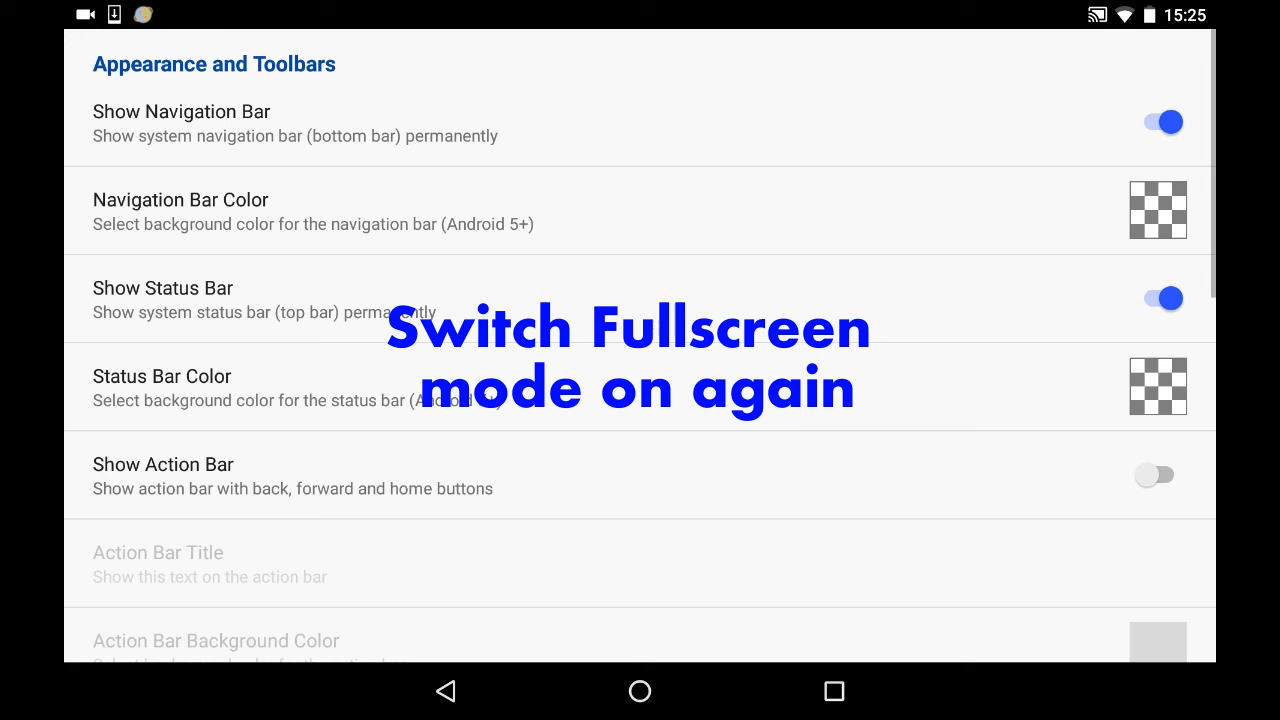 15:25
Appearance and Toolbars
Show Navigation Bar
Show system navigation bar (bottom bar) permanently
Navigation Bar Color
Select background color for the navigation bar (Android 5+)
Show Status Bar
Show system status bar (top bar) permanently
Switch Fullscreen
mode on again
Status Bar Color
Select background color for the status bar (Android 5+)
Show Action Bar
Show action bar with back, forward and home buttons
Action Bar Title
Show this text on the action bar
Action Bar Background Color